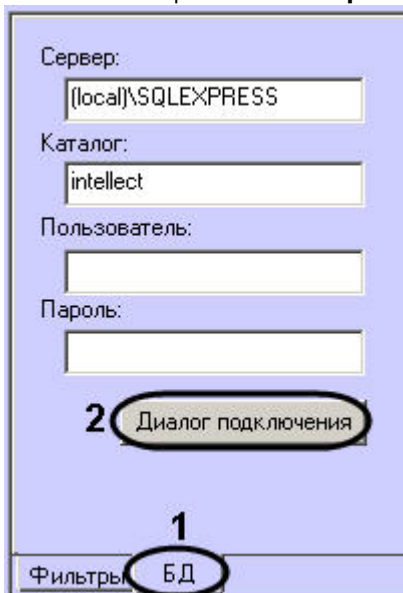 Сервер:
(local)\SQLEXPRESS
Каталог:
intellect
Пользователь:
Пароль:
2 Диалог подключения
1
Фильтры БД